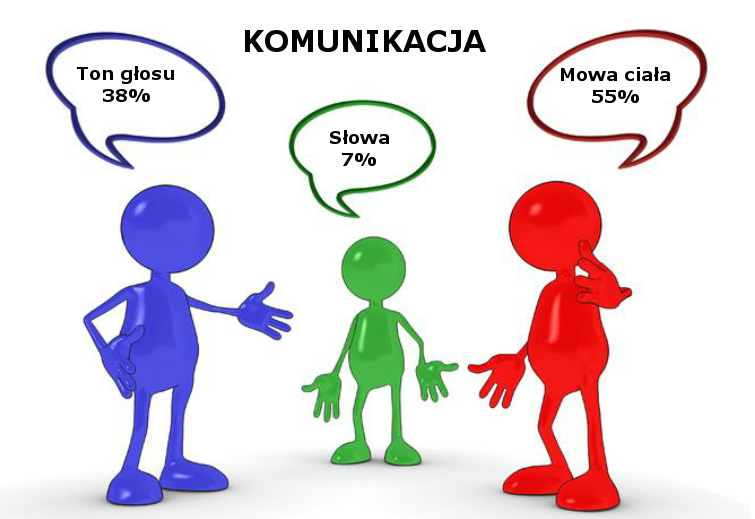 KOMUNIKACJA
Ton głosu
38%
Słowa
7%
Mowa ciała
55%